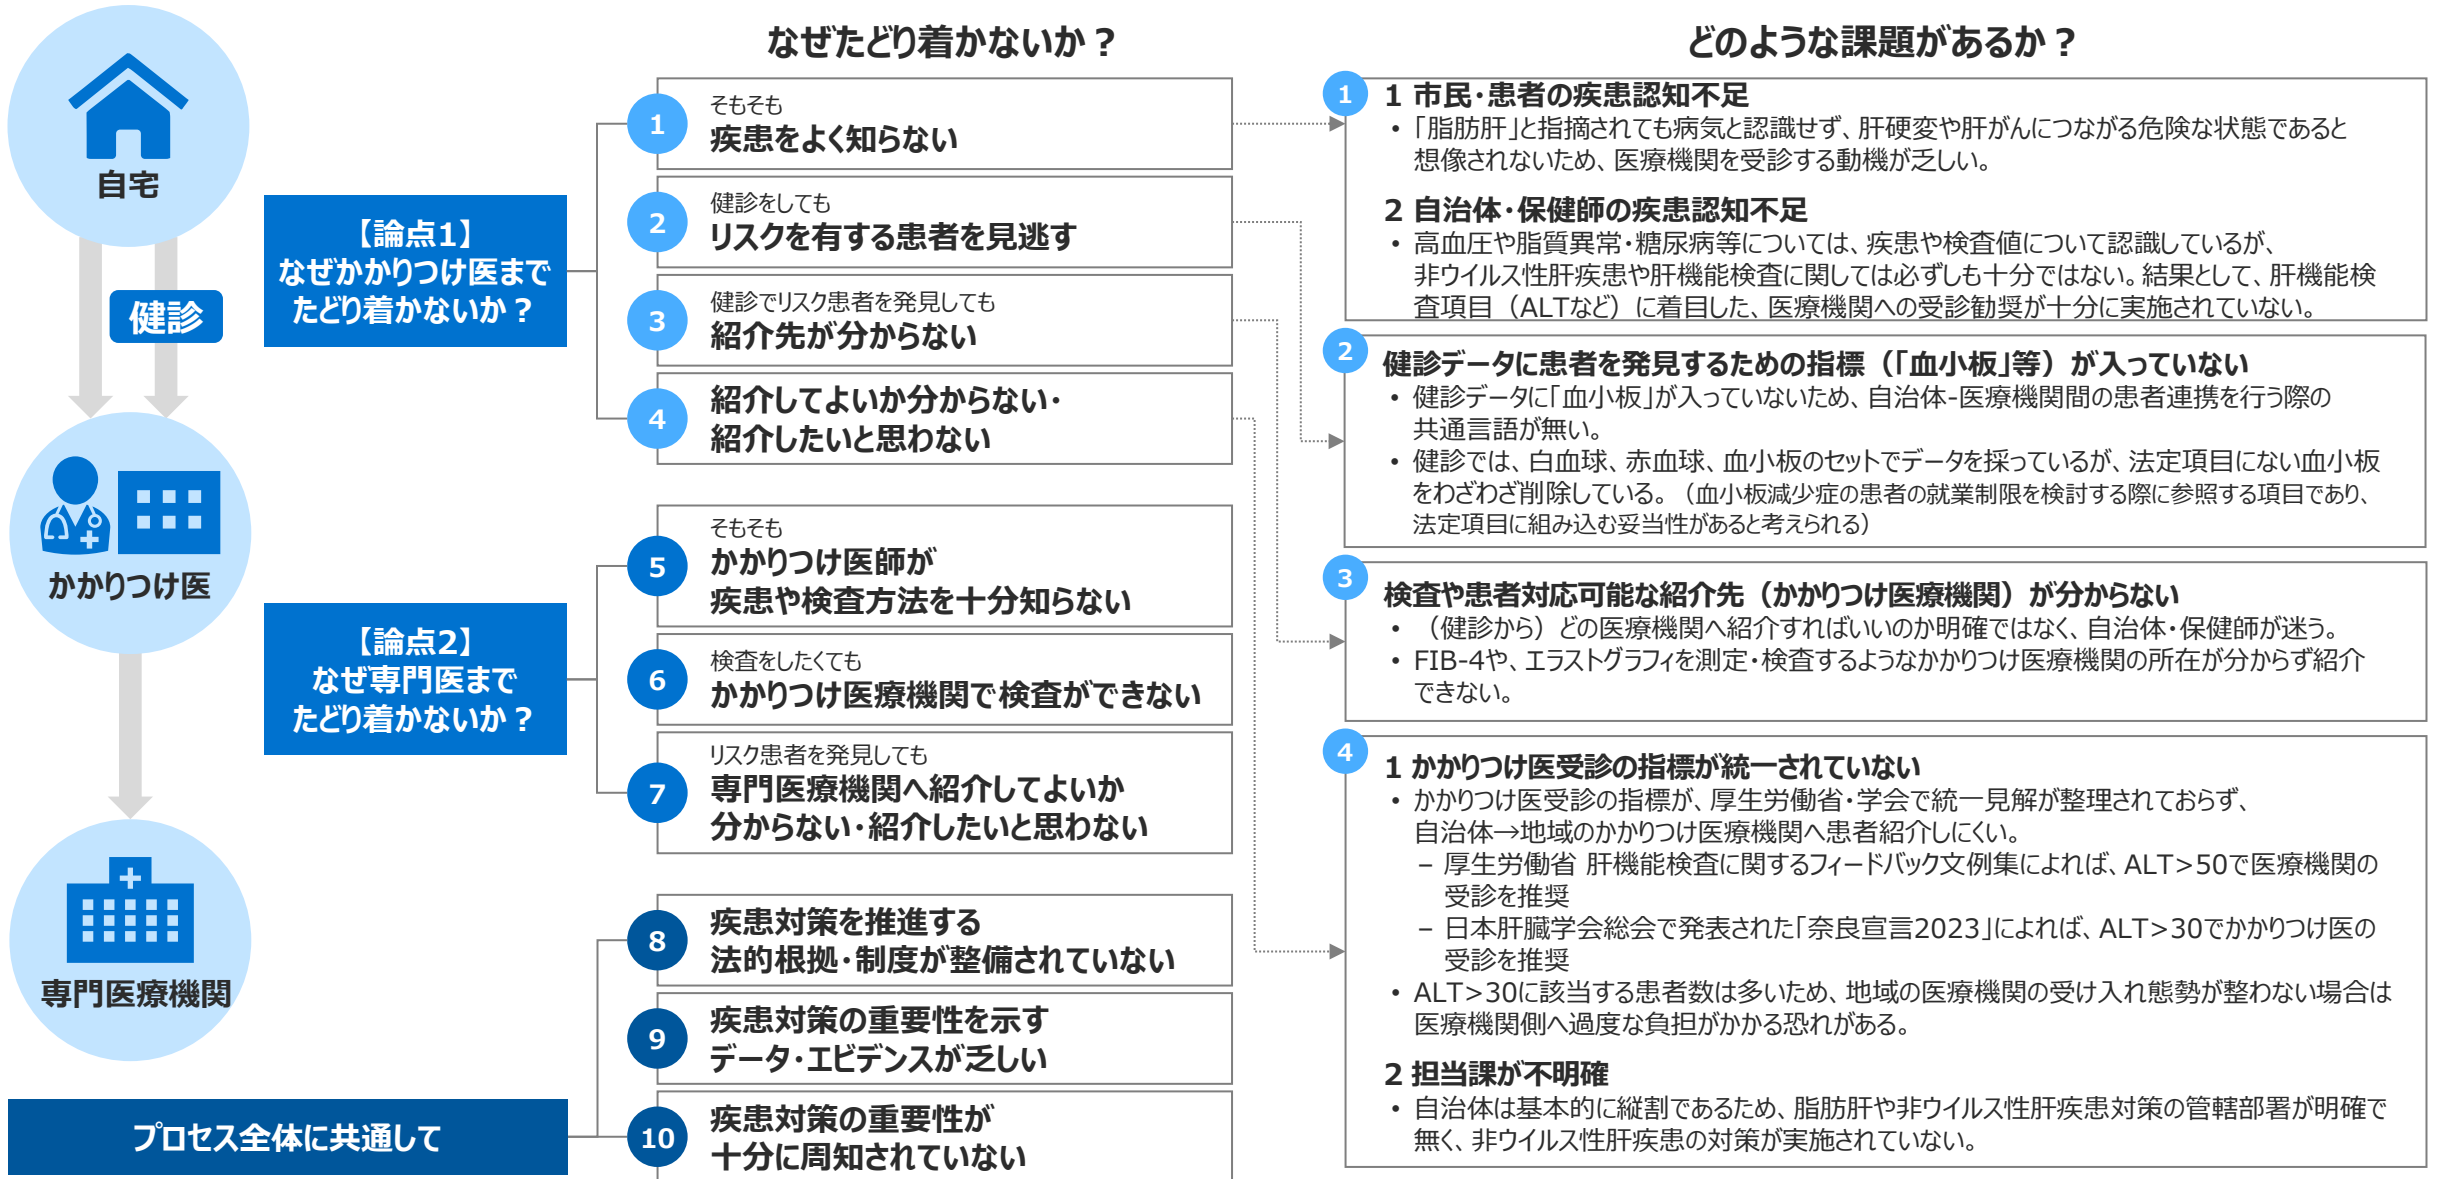 なぜたどり着かないか？
どのような課題があるか？
自宅
健診
かかりつけ医
専門医療機関
【論点1】
なぜかかりつけ医まで
たどり着かないか？
1
そもそも
疾患をよく知らない
2
健診をしても
リスクを有する患者を見逃す
3
健診でリスク患者を発見しても
紹介先が分からない
4
紹介してよいか分からない・
紹介したいと思わない
【論点2】
なぜ専門医まで
たどり着かないか？
5
そもそも
かかりつけ医師が
疾患や検査方法を十分知らない
6
検査をしたくても
かかりつけ医療機関で検査ができない
7
リスク患者を発見しても
専門医療機関へ紹介してよいか
分からない・紹介したいと思わない
プロセス全体に共通して
8
疾患対策を推進する
法的根拠・制度が整備されていない
9
疾患対策の重要性を示す
データ・エビデンスが乏しい
10
疾患対策の重要性が
十分に周知されていない
1
1 市民・患者の疾患認知不足
• 「脂肪肝」と指摘されても病気と認識せず、肝硬変や肝がんにつながる危険な状態であると
想像されないため、医療機関を受診する動機が乏しい。
2 自治体・保健師の疾患認知不足
• 高血圧や脂質異常・糖尿病等については、疾患や検査値について認識しているが、
非ウイルス性肝疾患や肝機能検査に関しては必ずしも十分ではない。結果として、肝機能検
査項目（ALTなど）に着目した、医療機関への受診勧奨が十分に実施されていない。
2
健診データに患者を発見するための指標（「血小板」等）が入っていない
• 健診データに「血小板」が入っていないため、自治体-医療機関間の患者連携を行う際の
共通言語が無い。
• 健診では、白血球、赤血球、血小板のセットでデータを採っているが、法定項目にない血小板
をわざわざ削除している。（血小板減少症の患者の就業制限を検討する際に参照する項目であり、
法定項目に組み込む妥当性があると考えられる）
3
検査や患者対応可能な紹介先（かかりつけ医療機関）が分からない
• （健診から）どの医療機関へ紹介すればいいのか明確ではなく、自治体・保健師が迷う。
• FIB-4や、エラストグラフィを測定・検査するようなかかりつけ医療機関の所在が分からず紹介
できない。
4
1 かかりつけ医受診の指標が統一されていない
• かかりつけ医受診の指標が、厚生労働省・学会で統一見解が整理されておらず、
自治体→地域のかかりつけ医療機関へ患者紹介しにくい。
– 厚生労働省 肝機能検査に関するフィードバック文例集によれば、ALT>50で医療機関の
受診を推奨
– 日本肝臓学会総会で発表された「奈良宣言2023」によれば、ALT>30でかかりつけ医の
受診を推奨
• ALT>30に該当する患者数は多いため、地域の医療機関の受け入れ態勢が整わない場合は
医療機関側へ過度な負担がかかる恐れがある。
2 担当課が不明確
• 自治体は基本的に縦割であるため、脂肪肝や非ウイルス性肝疾患対策の管轄部署が明確で
無く、非ウイルス性肝疾患の対策が実施されていない。